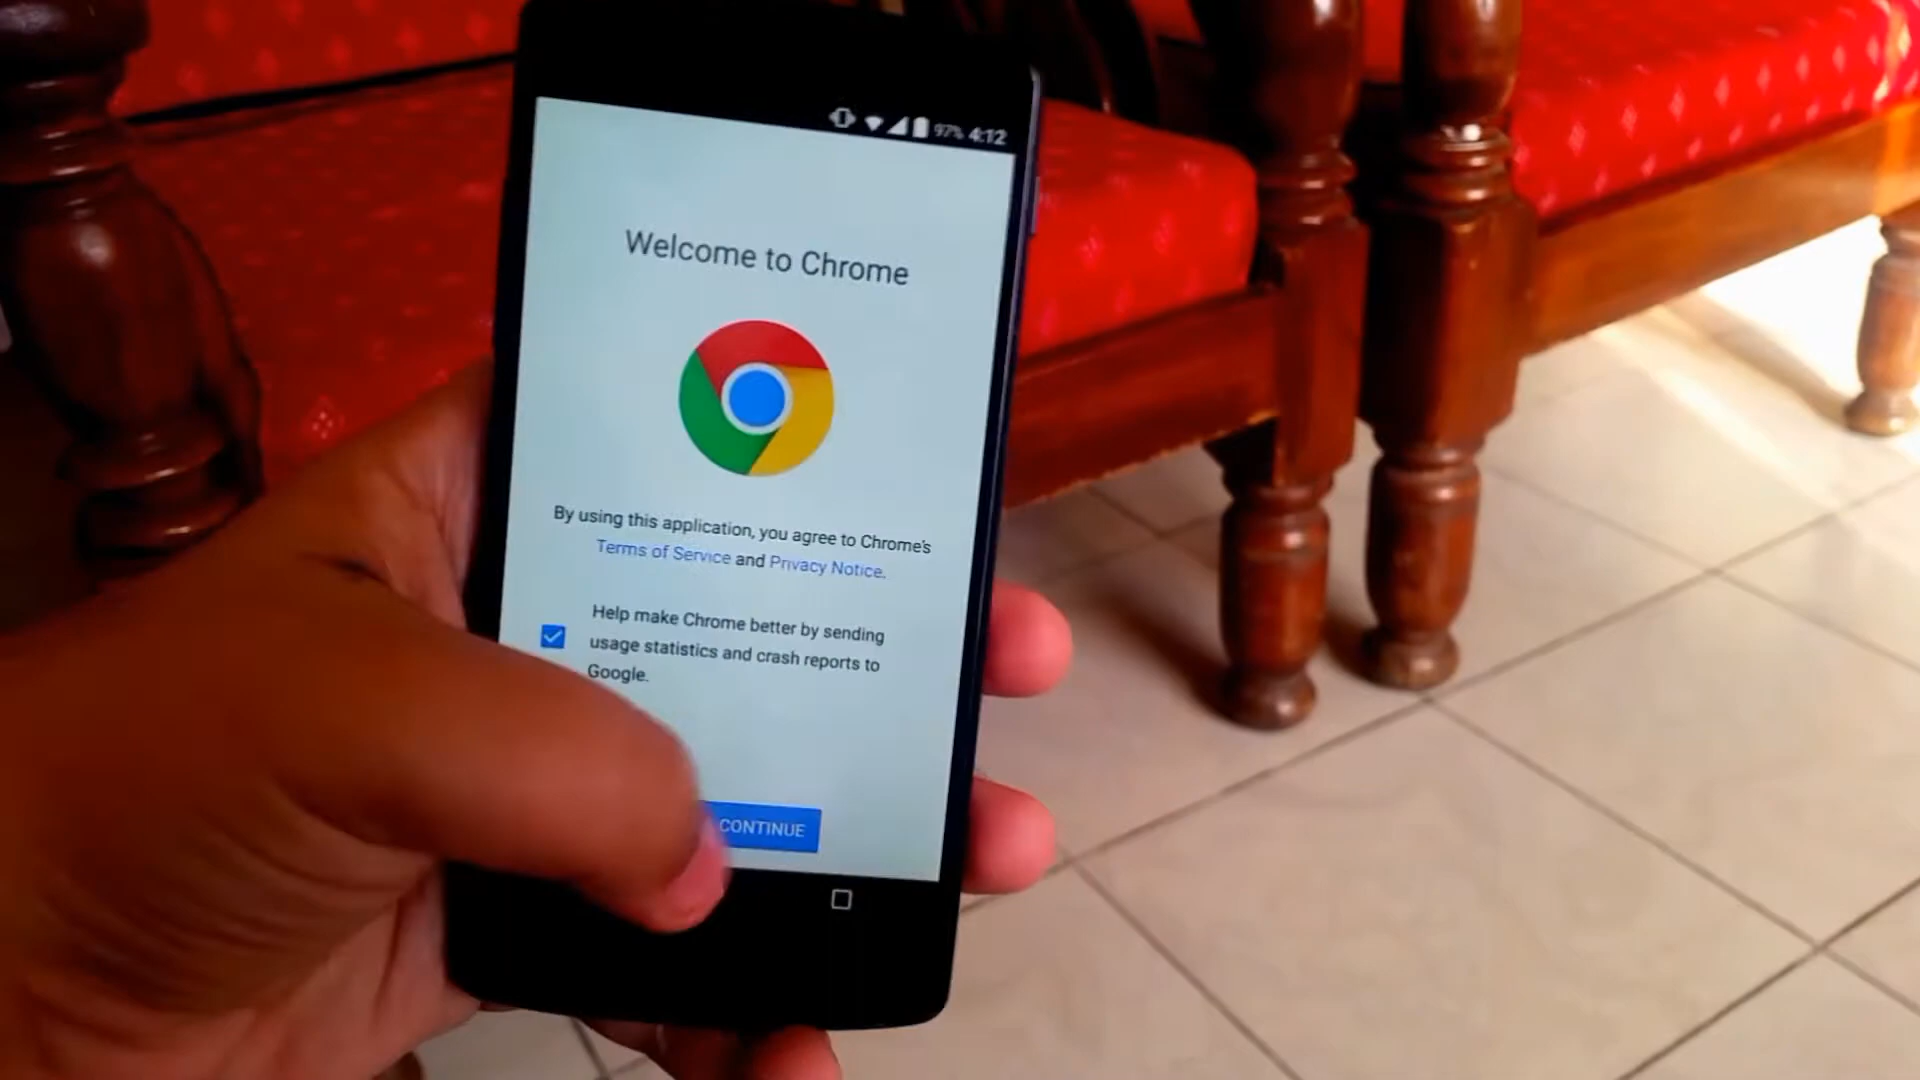 97% 4:12
Welcome to Chrome
By using this application, you agree to Chrome's
Terms of Service and Privacy Notice.
Help make Chrome better by sending
usage statistics and crash reports to
Google.
CONTINUE